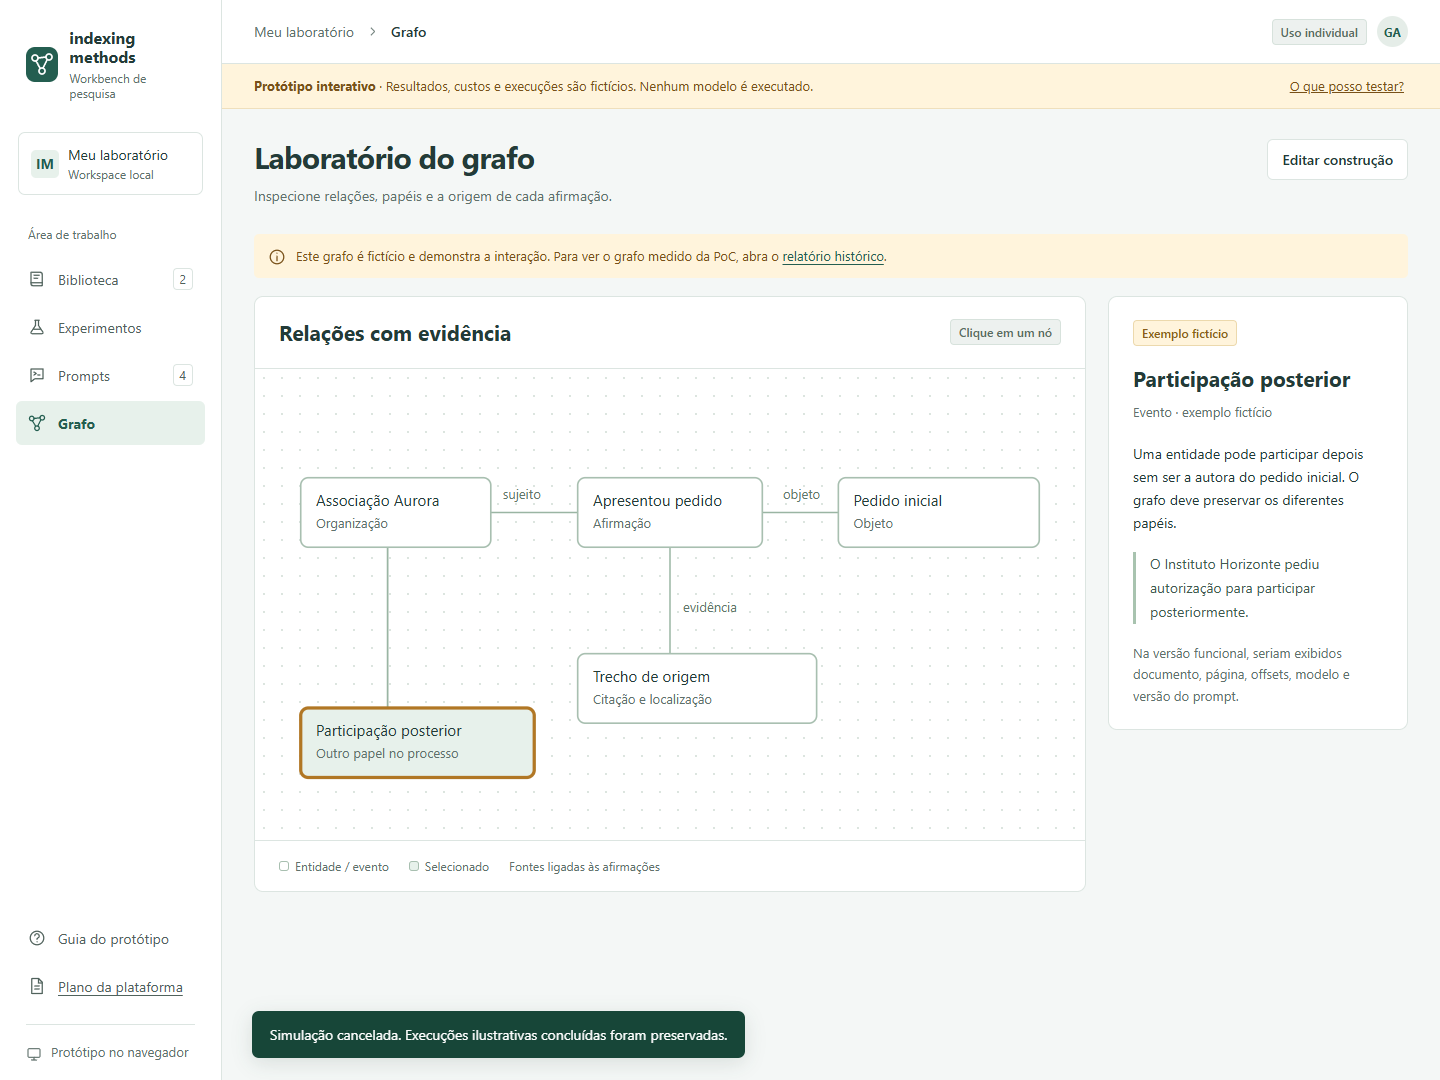 indexing
methods
Workbench de
pesquisa
IM
Meu laboratório
Workspace local
Área de trabalho
Biblioteca
2
Experimentos
Prompts
4
Grafo
Guia do protótipo
Plano da plataforma
Protótipo no navegador
Meu laboratório > Grafo
Uso individual
GA
Protótipo interativo · Resultados, custos e execuções são fictícios. Nenhum modelo é executado.
O que posso testar?
Laboratório do grafo
Inspecione relações, papéis e a origem de cada afirmação.
Editar construção
Este grafo é fictício e demonstra a interação. Para ver o grafo medido da PoC, abra o relatório histórico.
Relações com evidência
Clique em um nó
Associação Aurora
Organização
sujeito
Apresentou pedido
Afirmação
objeto
Pedido inicial
Objeto
evidência
Trecho de origem
Citação e localização
Participação posterior
Outro papel no processo
Entidade / evento
Selecionado
Fontes ligadas às afirmações
Exemplo fictício
Participação posterior
Evento · exemplo fictício
Uma entidade pode participar depois
sem ser a autora do pedido inicial. O
grafo deve preservar os diferentes
papéis.
O Instituto Horizonte pediu
autorização para participar
posteriormente.
Na versão funcional, seriam exibidos
documento, página, offsets, modelo e
versão do prompt.
Simulação cancelada. Execuções ilustrativas concluídas foram preservadas.